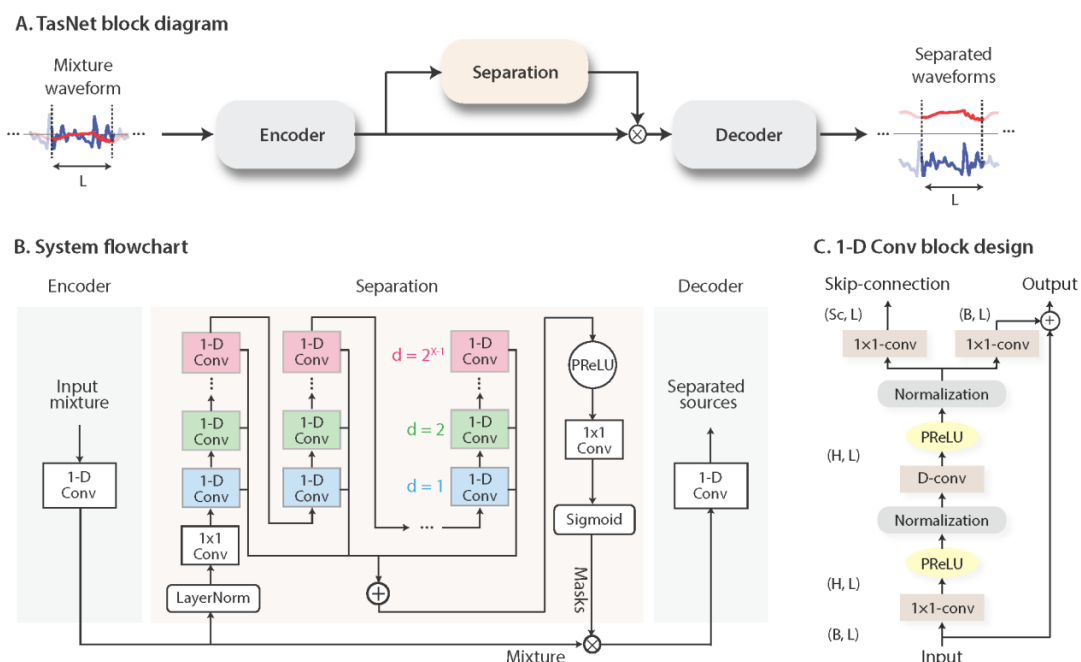 A. TasNet block diagram
Mixture
waveform
Separated
waveforms
Separation
Encoder
Decoder
...
...
...
...
L
L
B. System flowchart
C. 1-D Conv block design
Encoder
Separation
Decoder
Input
mixture
1-D
Conv
1-D
Conv
1-D
Conv
d = 2^X-1
1-D
Conv
...
...
...
1-D
Conv
1-D
Conv
d = 2
1-D
Conv
1-D
Conv
1-D
Conv
d = 1
1-D
Conv
...
1x1
Conv
LayerNorm
+
PReLU
1x1
Conv
Sigmoid
Masks
Mixture
Separated
sources
1-D
Conv
Skip-connection
Output
(Sc, L)
(B, L)
+
1×1-conv
1×1-conv
Normalization
PReLU
(H, L)
D-conv
Normalization
PReLU
(H, L)
1×1-conv
(B, L)
Input